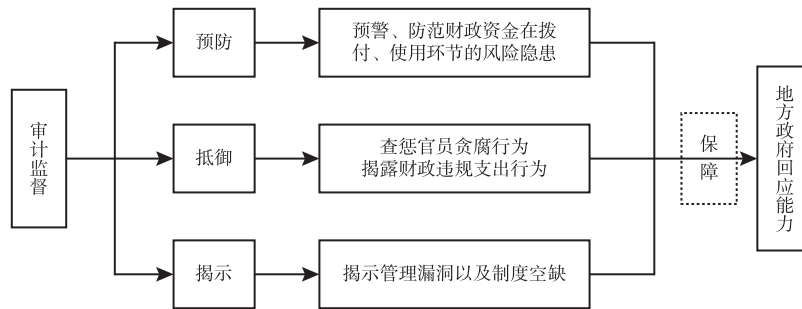 审计监督
预防
预警、防范财政资金在拨
付、使用环节的风险隐患
抵御
查惩官员贪腐行为
揭露财政违规支出行为
揭示
揭示管理漏洞以及制度空缺
保障
地方政府回应能力